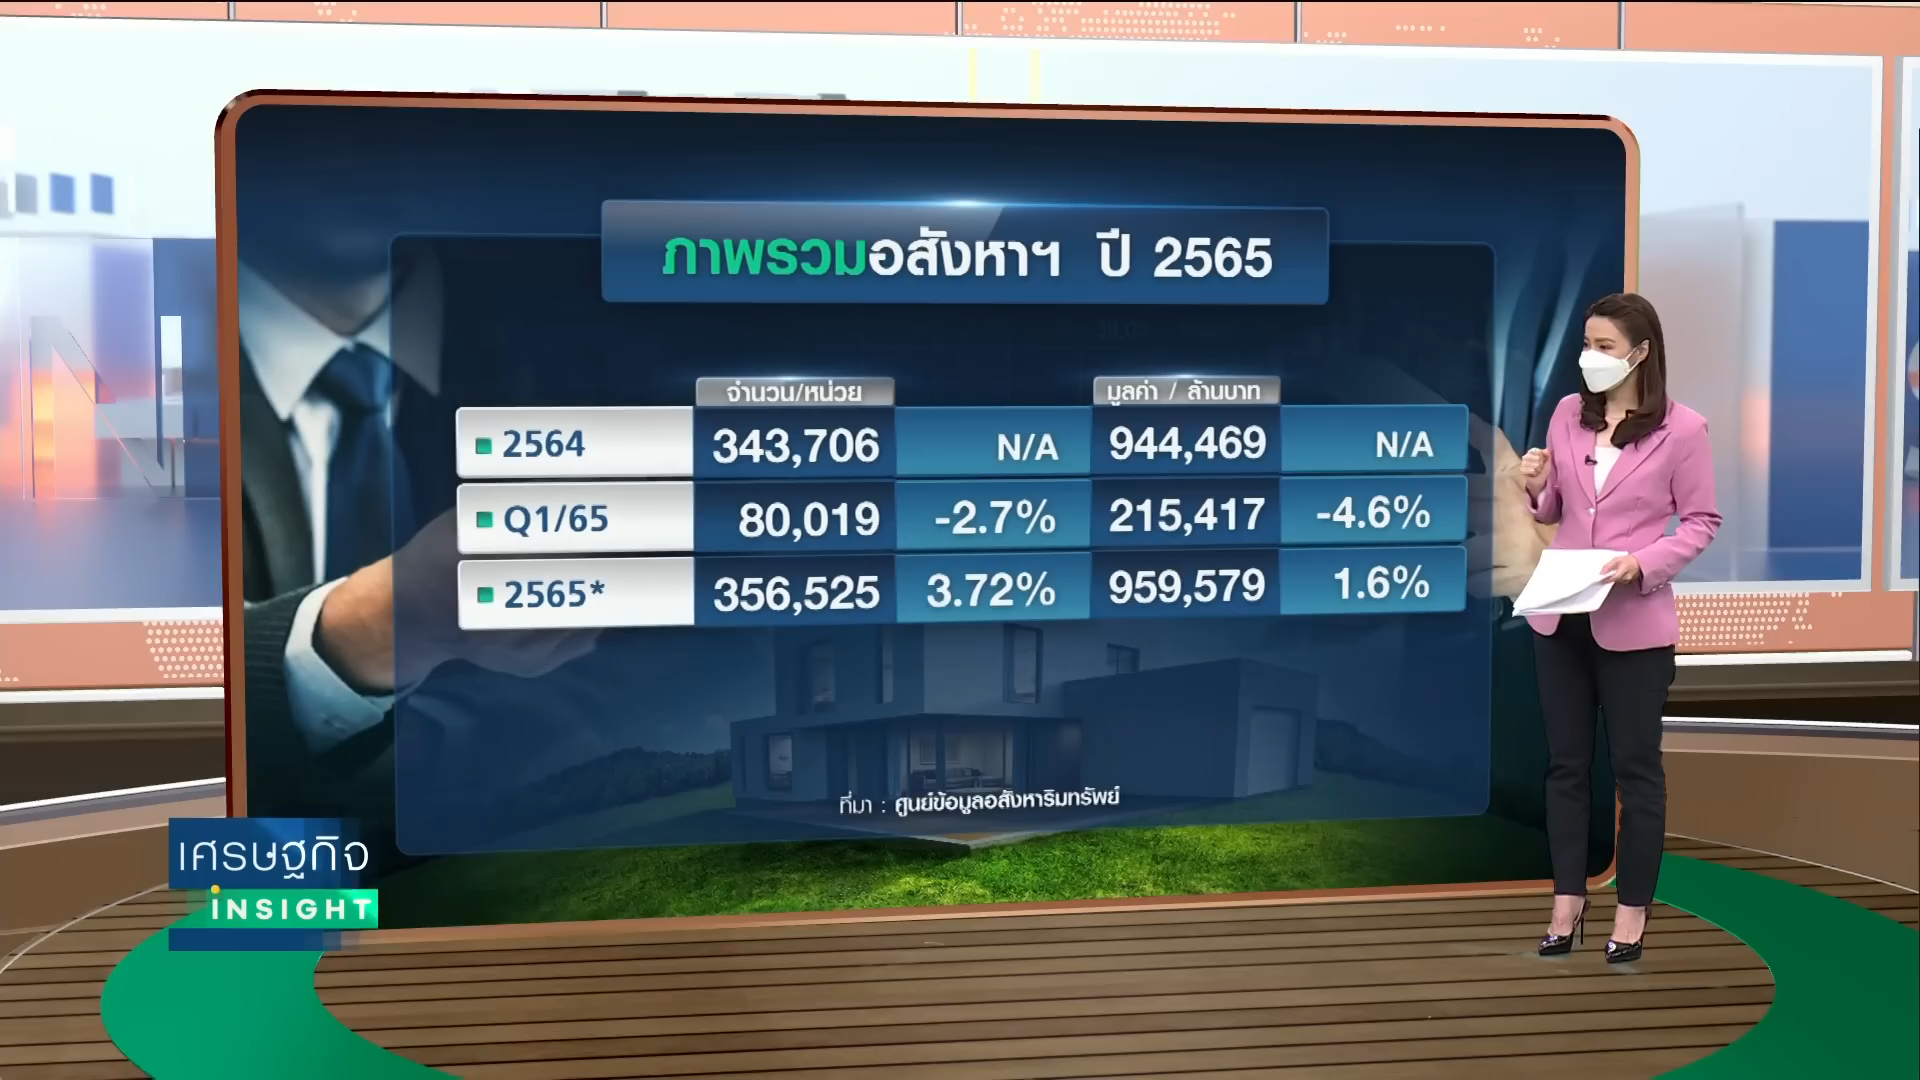 ภาพรวมอสังหาฯ ปี 2565
จำนวน/หน่วย มูลค่า / ล้านบาท
2564 343,706 N/A 944,469 N/A
Q1/65 80,019 -2.7% 215,417 -4.6%
2565* 356,525 3.72% 959,579 1.6%
ที่มา : ศูนย์ข้อมูลอสังหาริมทรัพย์
เศรษฐกิจ
INSIGHT